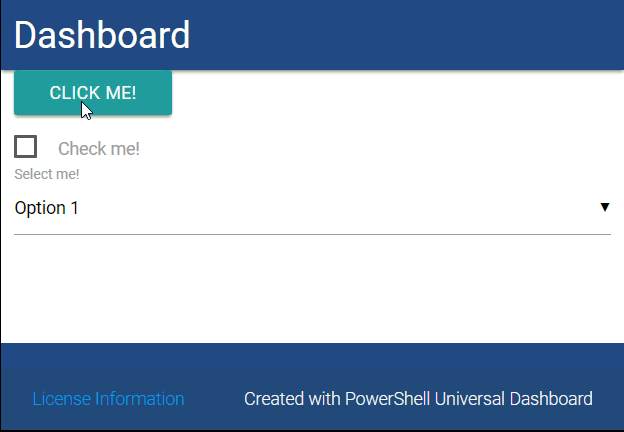 Dashboard
CLICK ME!
Check me!
Select me!
Option 1
License Information
Created with PowerShell Universal Dashboard